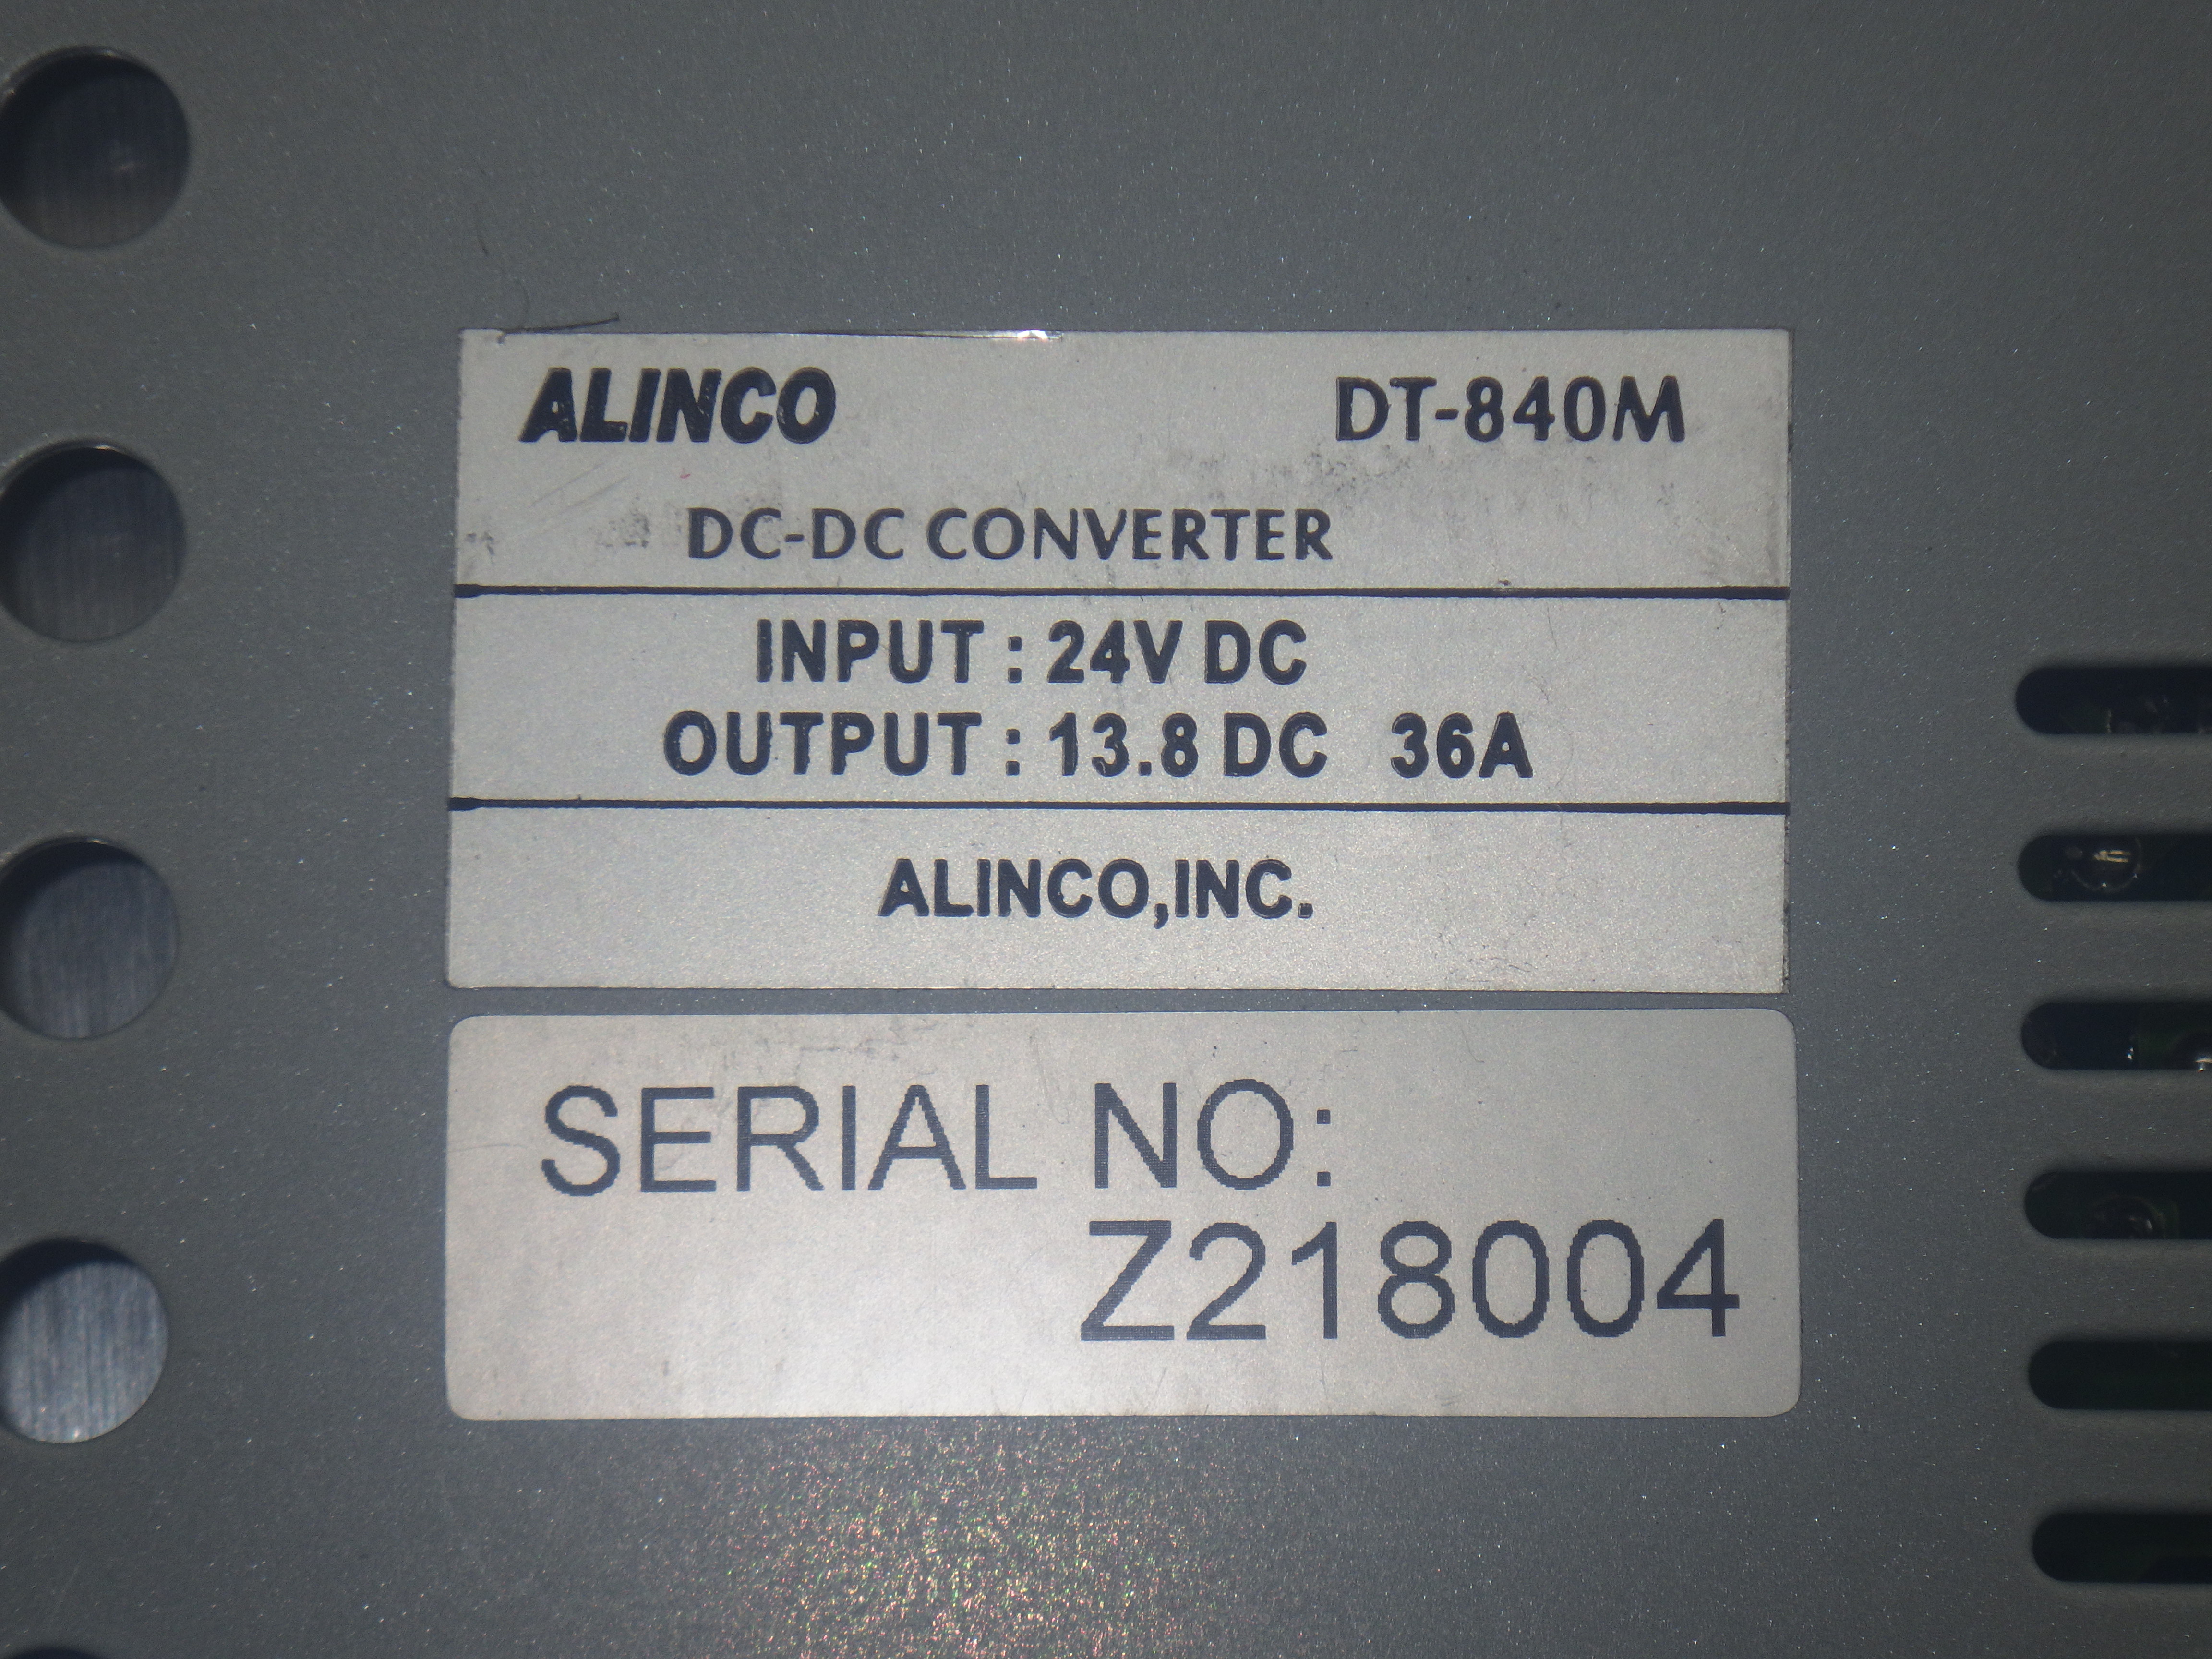 ALINCO DT-840M
DC-DC CONVERTER
INPUT : 24V DC
OUTPUT : 13.8 DC 36A
ALINCO,INC.
SERIAL NO:
Z218004